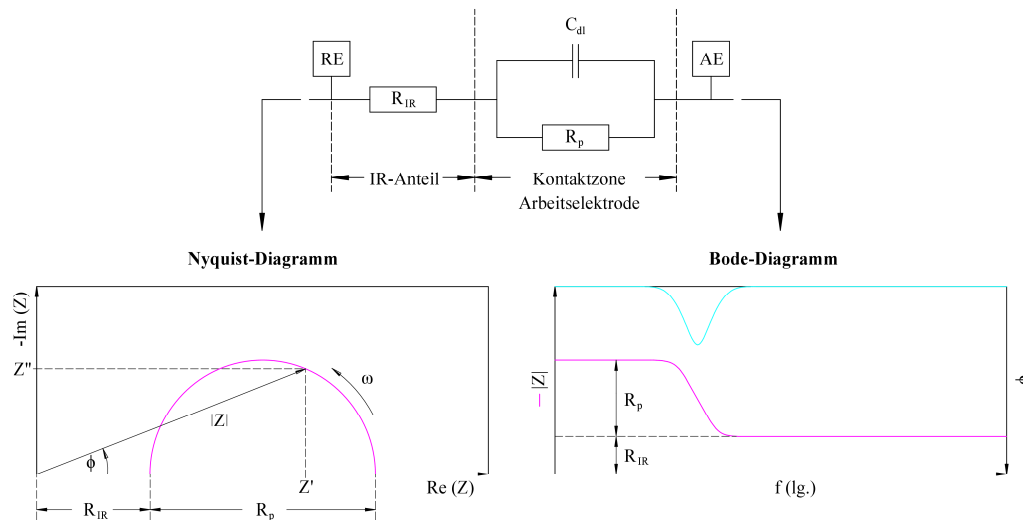 C_dl
RE
AE
R_IR
R_p
IR-Anteil
Kontaktzone
Arbeitselektrode
Nyquist-Diagramm
-Im (Z)
Z"
ω
|Z|
ϕ
Z'
Re (Z)
R_IR
R_p
Bode-Diagramm
|Z|
R_p
R_IR
f (lg.)
φ